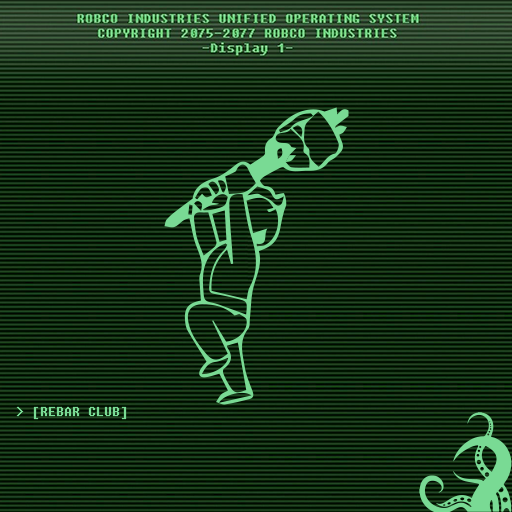 ROBCO INDUSTRIES UNIFIED OPERATING SYSTEM
COPYRIGHT 2075-2077 ROBCO INDUSTRIES
-Display 1-
> [REBAR CLUB]